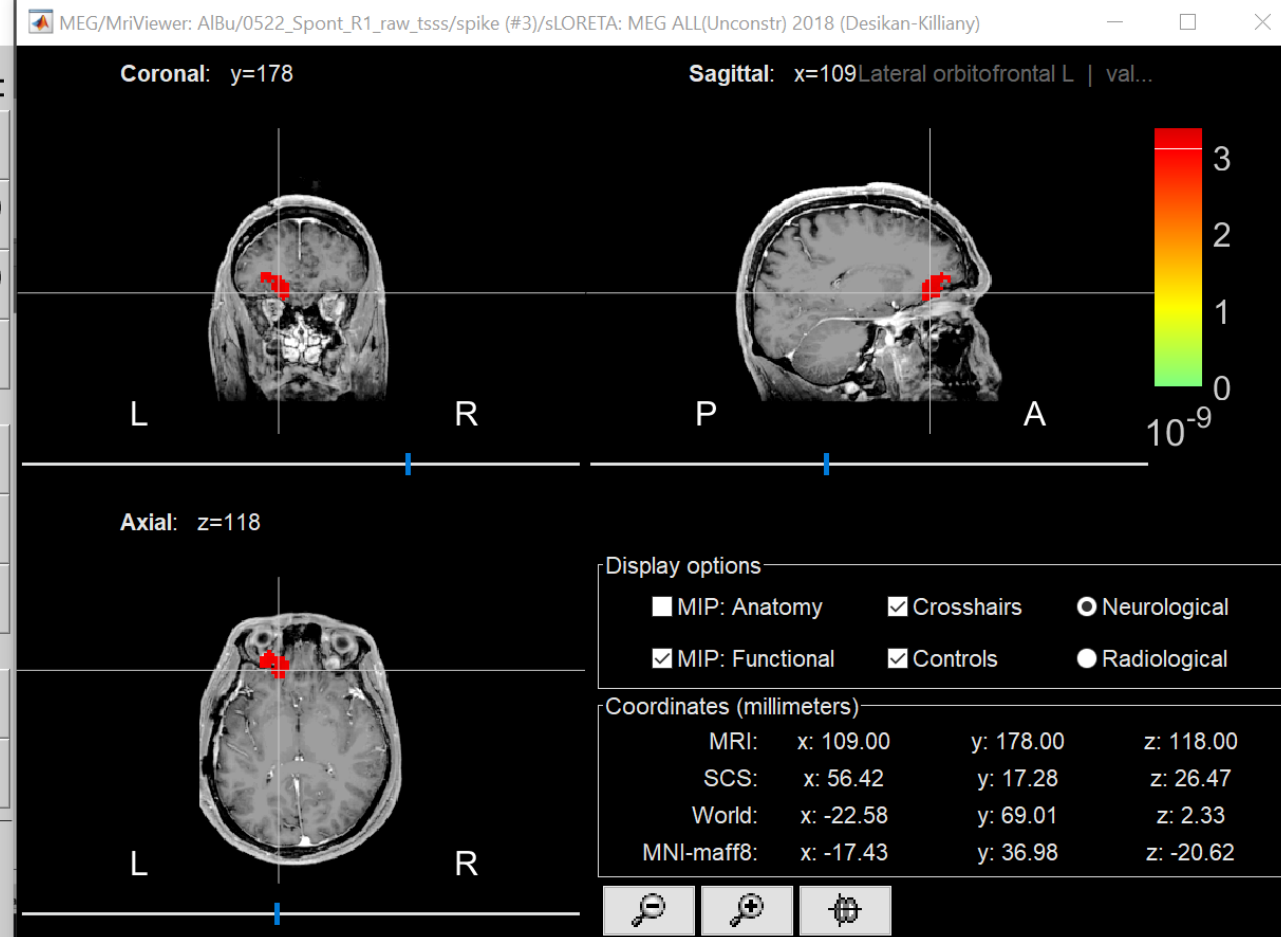 MEG/MriViewer: AlBu/0522_Spont_R1_raw_tsss/spike (#3)/sLORETA: MEG ALL(Unconstr) 2018 (Desikan-Killiany)
Coronal: y=178
Sagittal: x=109 Lateral orbitofrontal L | val...
3
2
1
0
10-9
L R
P A
Axial: z=118
L R
Display options
MIP: Anatomy Crosshairs Neurological
MIP: Functional Controls Radiological
Coordinates (millimeters)
MRI: x: 109.00 y: 178.00 z: 118.00
SCS: x: 56.42 y: 17.28 z: 26.47
World: x: -22.58 y: 69.01 z: 2.33
MNI-maff8: x: -17.43 y: 36.98 z: -20.62